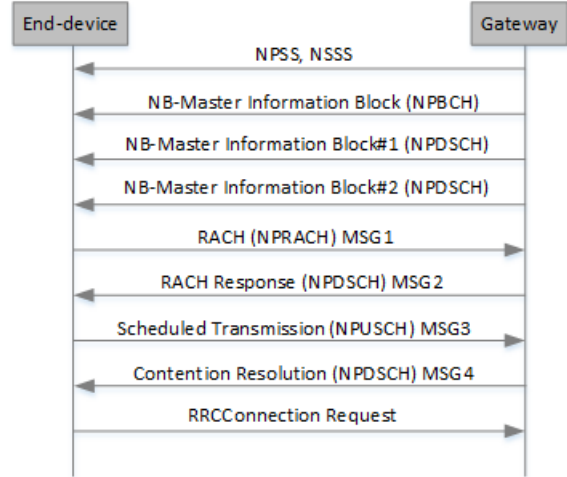 End-device
Gateway
NPSS, NSSS
NB-Master Information Block (NPBCH)
NB-Master Information Block#1 (NPDSCH)
NB-Master Information Block#2 (NPDSCH)
RACH (NPRACH) MSG1
RACH Response (NPDSCH) MSG2
Scheduled Transmission (NPUSCH) MSG3
Contention Resolution (NPDSCH) MSG4
RRCConnection Request